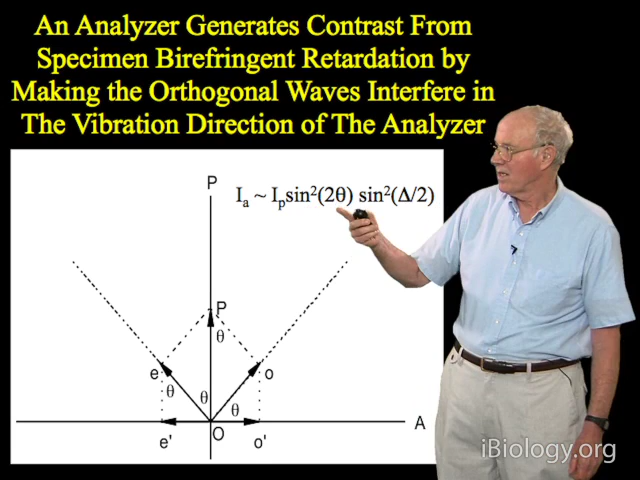 An Analyzer Generates Contrast From
Specimen Birefringent Retardation by
Making the Orthogonal Waves Interfere in
The Vibration Direction of The Analyzer
P
Iₐ ~ Iₚsin²(2θ) sin²(Δ/2)
P
θ
e
o
θ
θ
θ
A
O
e'
o'
iBiology.org